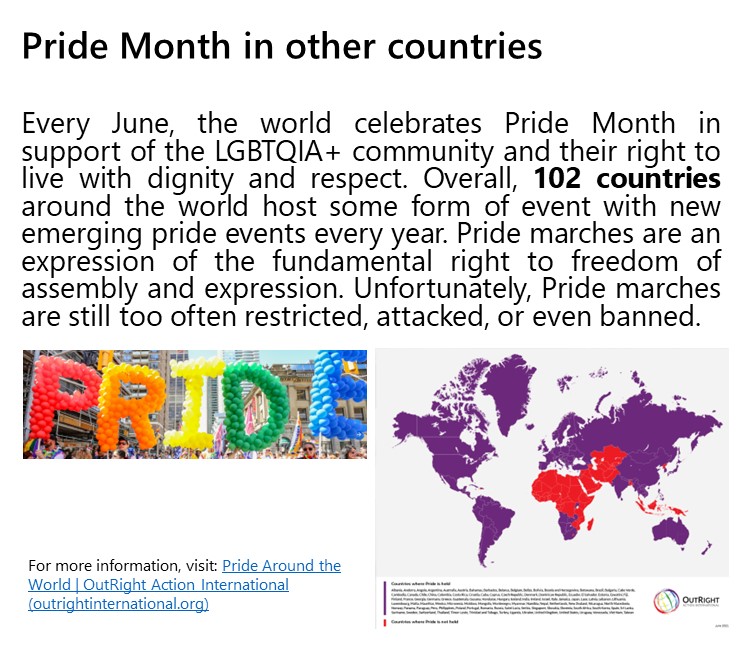 Pride Month in other countries
Every June, the world celebrates Pride Month in
support of the LGBTQIA+ community and their right to
live with dignity and respect. Overall, 102 countries
around the world host some form of event with new
emerging pride events every year. Pride marches are an
expression of the fundamental right to freedom of
assembly and expression. Unfortunately, Pride marches
are still too often restricted, attacked, or even banned.
PRIDE
For more information, visit: Pride Around the
World | OutRight Action International
(outrightinternational.org)
Countries where Pride is held
Countries where Pride is not held
OUTRIGHT
ACTION INTERNATIONAL